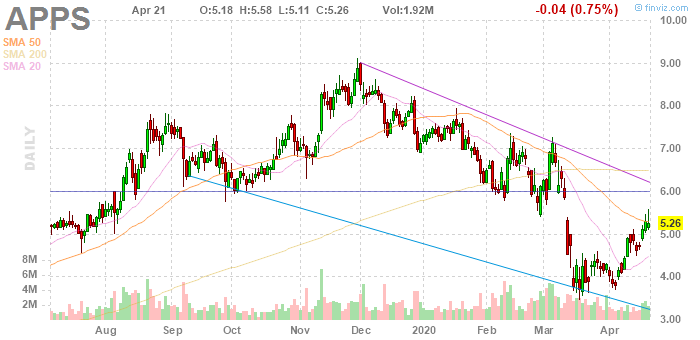 APPS Apr 21 O:5.18 H:5.58 L:5.11 C:5.26 Vol:1.92M -0.04 (0.75%) © finviz.com
SMA 50
SMA 200
SMA 20
DAILY
10.00
9.00
8.00
7.00
6.00
5.26
5.00
4.00
3.00
8M
6M
4M
2M
Aug Sep Oct Nov Dec 2020 Feb Mar Apr